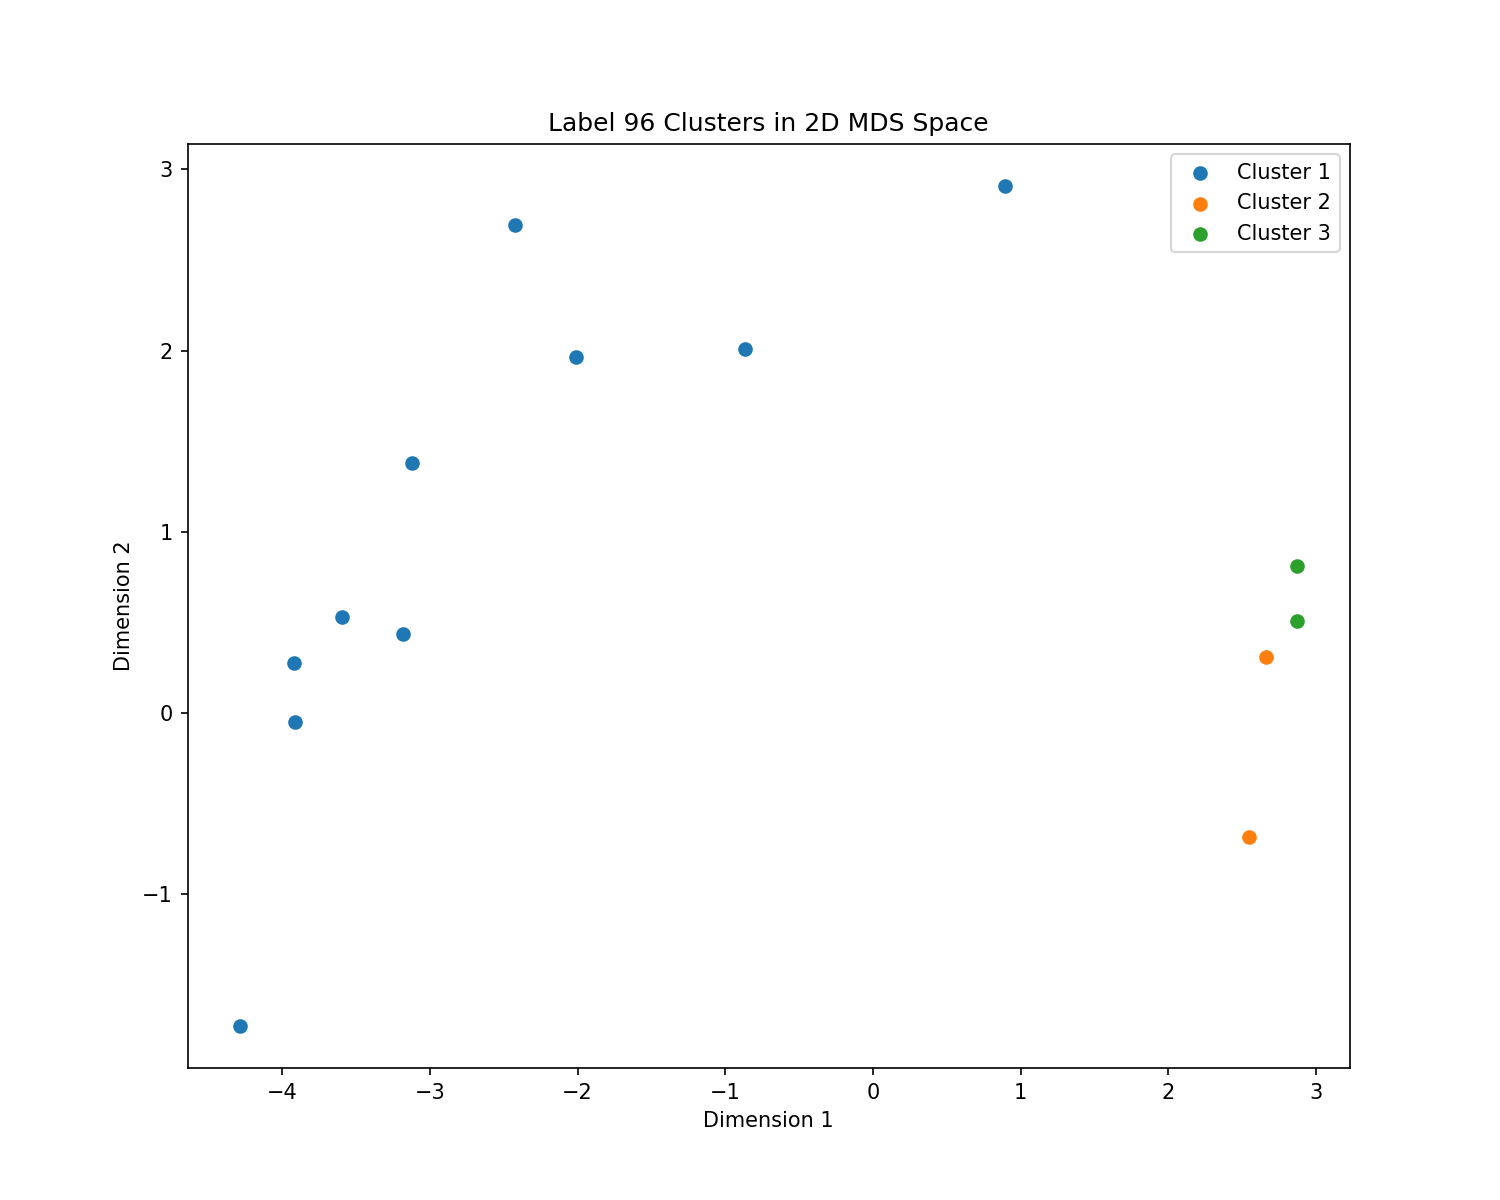 Label 96 Clusters in 2D MDS Space
Cluster 1
Cluster 2
Cluster 3
3
2
1
0
−1
Dimension 2
−4
−3
−2
−1
0
1
2
3
Dimension 1